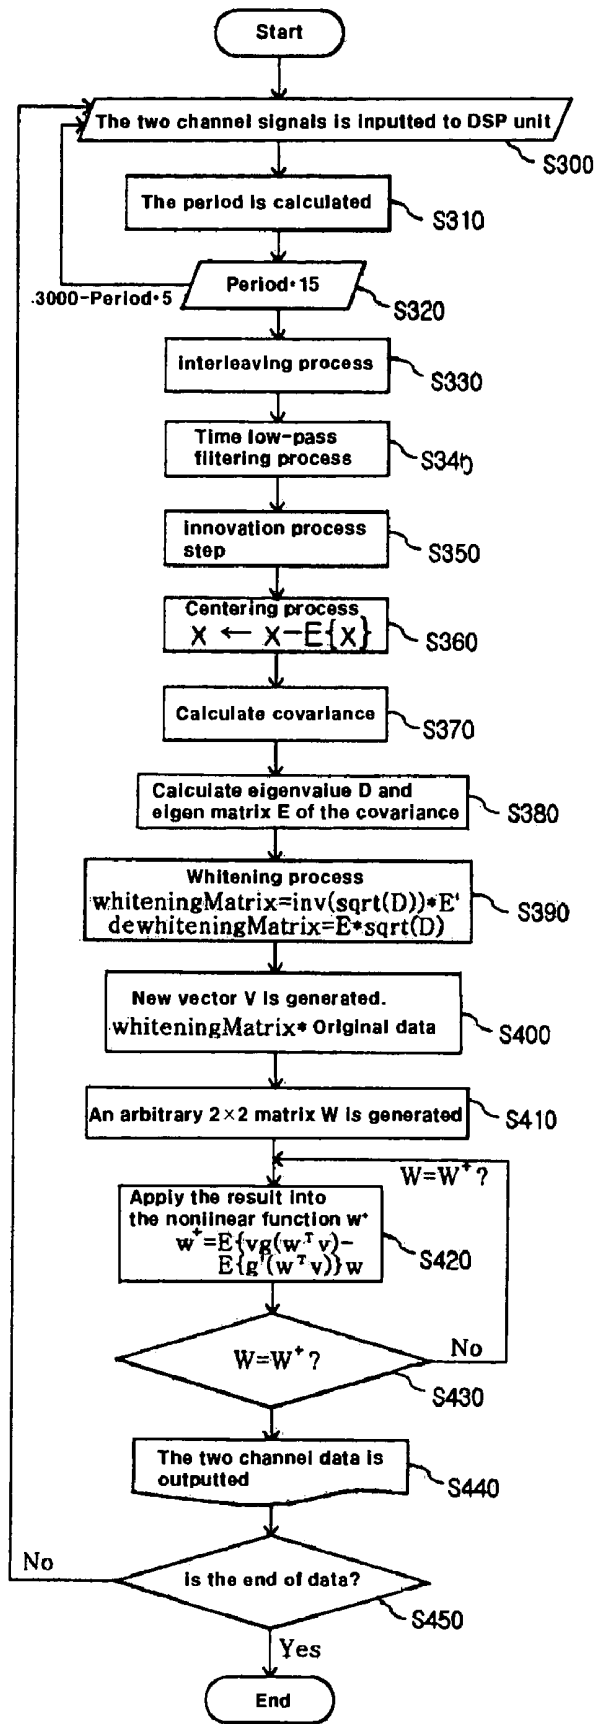 Start
The two channel signals is inputted to DSP unit
S300
The period is calculated
S310
Period·15
.3000-Period·5
S320
interleaving process
S330
Time low-pass
filtering process
S340
innovation process
step
S350
Centering process
X ← X-E{X}
S360
Calculate covariance
S370
Calculate eigenvalue D and
eigen matrix E of the covariance
S380
Whitening process
whiteningMatrix=inv(sqrt(D))*E'
dewhiteningMatrix=E*sqrt(D)
S390
New vector V is generated.
whiteningMatrix* Original data
S400
An arbitrary 2×2 matrix W is generated
S410
W=W⁺?
Apply the result into
the nonlinear function w⁺
w⁺=E{vg(wᵀv)-
E{g'(wᵀv)}w
S420
W=W⁺?
No
S430
The two channel data is
outputted
S440
is the end of data?
No
S450
Yes
End